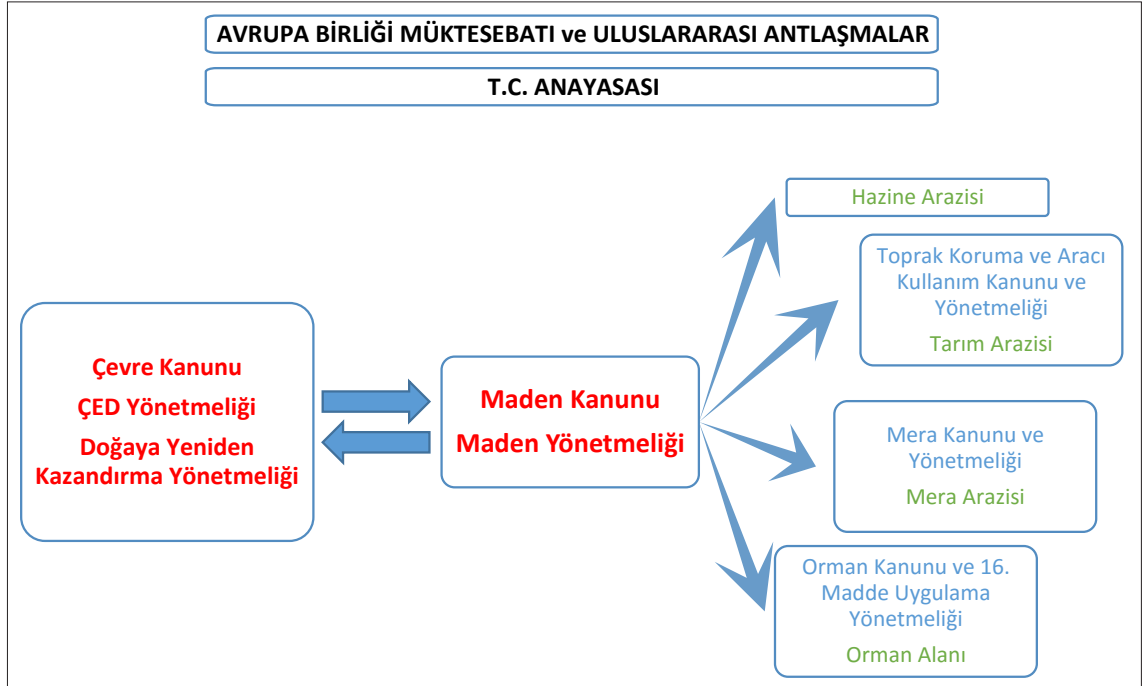 AVRUPA BİRLİĞİ MÜKTESEBATI ve ULUSLARARASI ANTLAŞMALAR
T.C. ANAYASASI
Çevre Kanunu
ÇED Yönetmeliği
Doğaya Yeniden
Kazandırma Yönetmeliği
Maden Kanunu
Maden Yönetmeliği
Hazine Arazisi
Toprak Koruma ve Aracı
Kullanım Kanunu ve
Yönetmeliği
Tarım Arazisi
Mera Kanunu ve
Yönetmeliği
Mera Arazisi
Orman Kanunu ve 16.
Madde Uygulama
Yönetmeliği
Orman Alanı